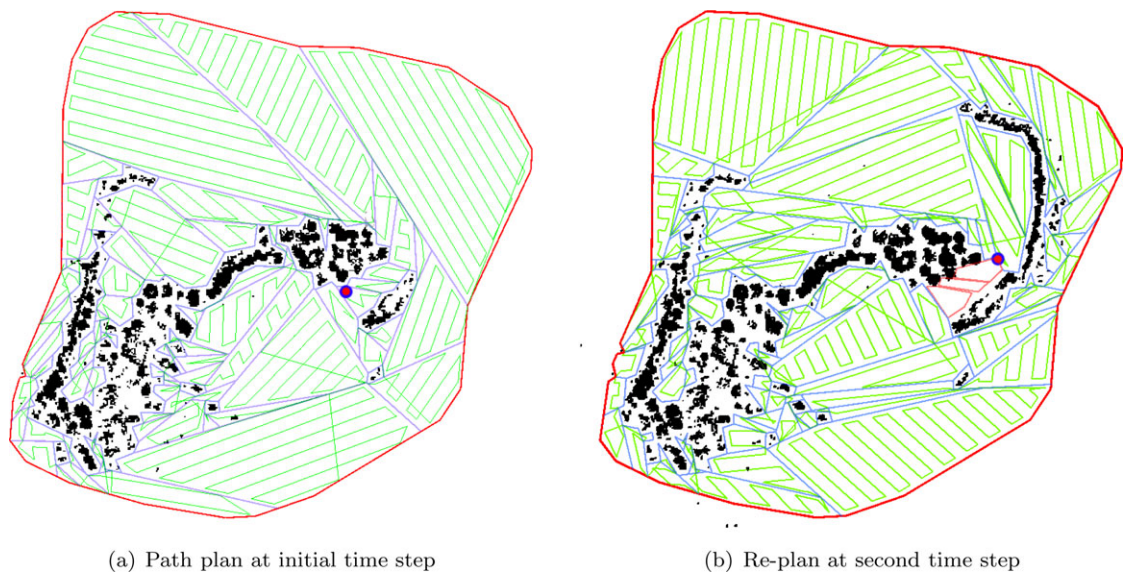 (a) Path plan at initial time step
(b) Re-plan at second time step